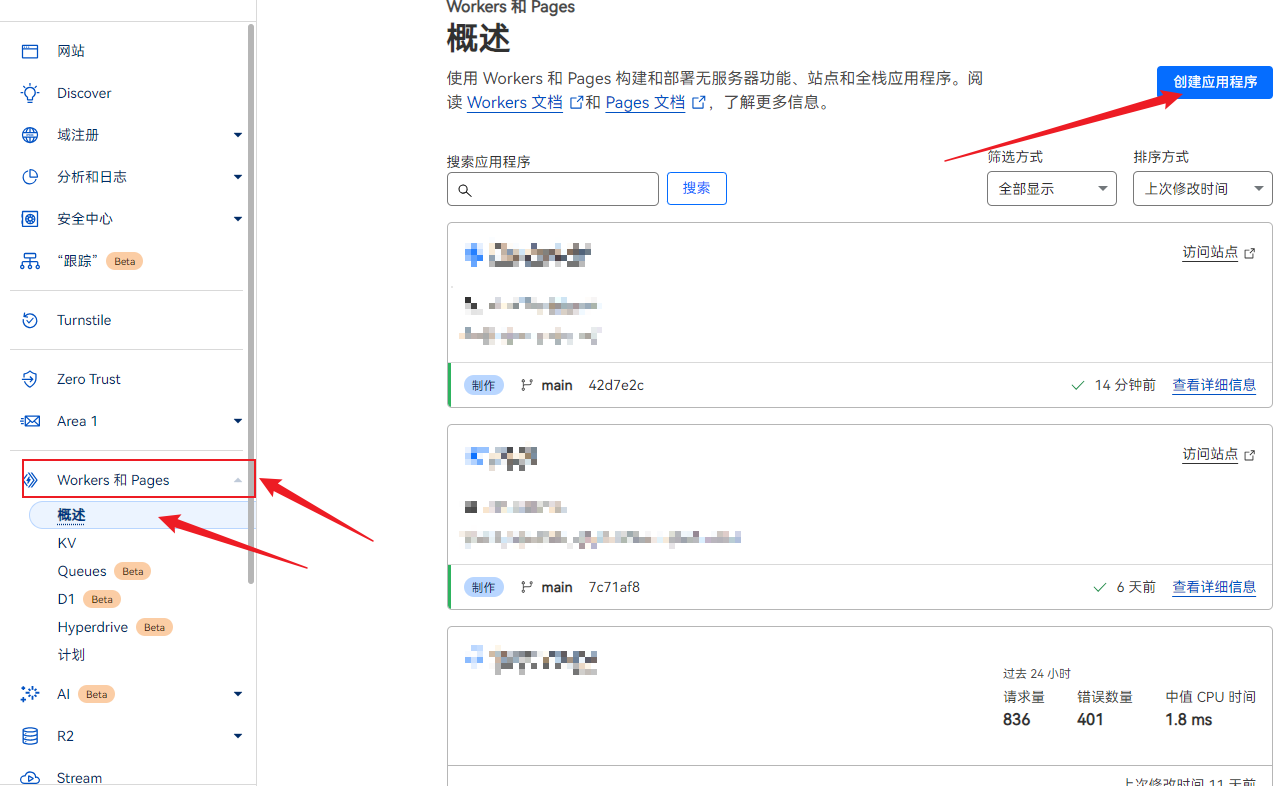 网站
Discover
域注册
分析和日志
安全中心
“跟踪” Beta
Turnstile
Zero Trust
Area 1
Workers 和 Pages
概述
KV
Queues Beta
D1 Beta
Hyperdrive Beta
计划
AI Beta
R2
Stream
Workers 和 Pages
概述
使用 Workers 和 Pages 构建和部署无服务器功能、站点和全栈应用程序。阅
读 Workers 文档 和 Pages 文档 ，了解更多信息。
创建应用程序
搜索应用程序
搜索
筛选方式
全部显示
排序方式
上次修改时间
访问站点
制作 main 42d7e2c 14 分钟前 查看详细信息
访问站点
制作 main 7c71af8 6 天前 查看详细信息
过去 24 小时
请求量 错误数量 中值 CPU 时间
836 401 1.8 ms
上次修改时间 11 天前